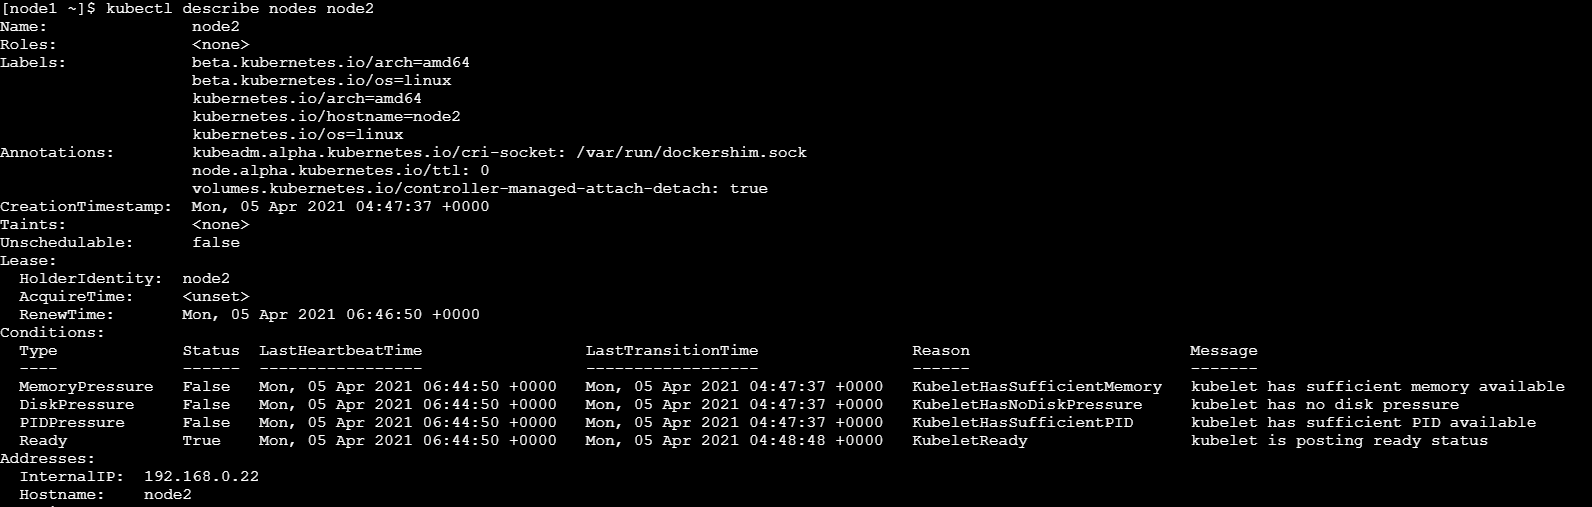 [node1 ~]$ kubectl describe nodes node2
Name:               node2
Roles:              <none>
Labels:             beta.kubernetes.io/arch=amd64
                    beta.kubernetes.io/os=linux
                    kubernetes.io/arch=amd64
                    kubernetes.io/hostname=node2
                    kubernetes.io/os=linux
Annotations:        kubeadm.alpha.kubernetes.io/cri-socket: /var/run/dockershim.sock
                    node.alpha.kubernetes.io/ttl: 0
                    volumes.kubernetes.io/controller-managed-attach-detach: true
CreationTimestamp:  Mon, 05 Apr 2021 04:47:37 +0000
Taints:             <none>
Unschedulable:      false
Lease:
  HolderIdentity:  node2
  AcquireTime:     <unset>
  RenewTime:       Mon, 05 Apr 2021 06:46:50 +0000
Conditions:
  Type             Status  LastHeartbeatTime                 LastTransitionTime                Reason                       Message
  ----             ------  -----------------                 ------------------                ------                       -------
  MemoryPressure   False   Mon, 05 Apr 2021 06:44:50 +0000   Mon, 05 Apr 2021 04:47:37 +0000   KubeletHasSufficientMemory   kubelet has sufficient memory available
  DiskPressure     False   Mon, 05 Apr 2021 06:44:50 +0000   Mon, 05 Apr 2021 04:47:37 +0000   KubeletHasNoDiskPressure     kubelet has no disk pressure
  PIDPressure      False   Mon, 05 Apr 2021 06:44:50 +0000   Mon, 05 Apr 2021 04:47:37 +0000   KubeletHasSufficientPID      kubelet has sufficient PID available
  Ready            True    Mon, 05 Apr 2021 06:44:50 +0000   Mon, 05 Apr 2021 04:48:48 +0000   KubeletReady                 kubelet is posting ready status
Addresses:
  InternalIP:  192.168.0.22
  Hostname:    node2